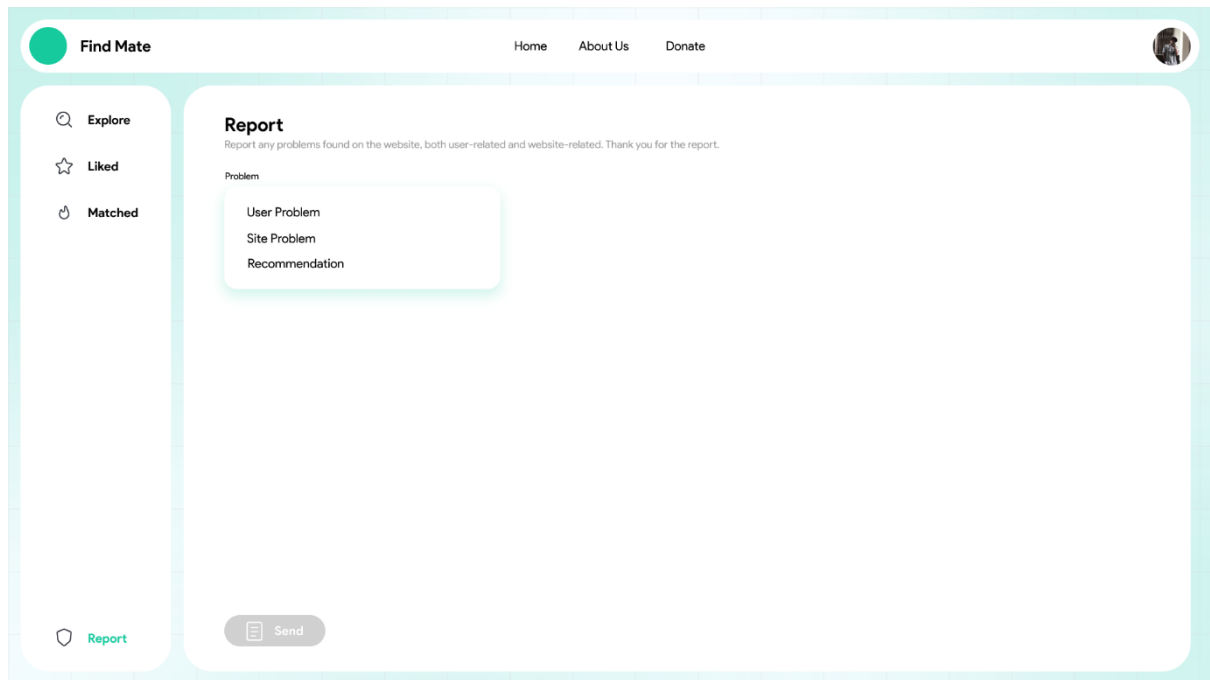 Find Mate
Home
About Us
Donate
Explore
Liked
Matched
Report
Report
Report any problems found on the website, both user-related and website-related. Thank you for the report.
Problem
User Problem
Site Problem
Recommendation
Send